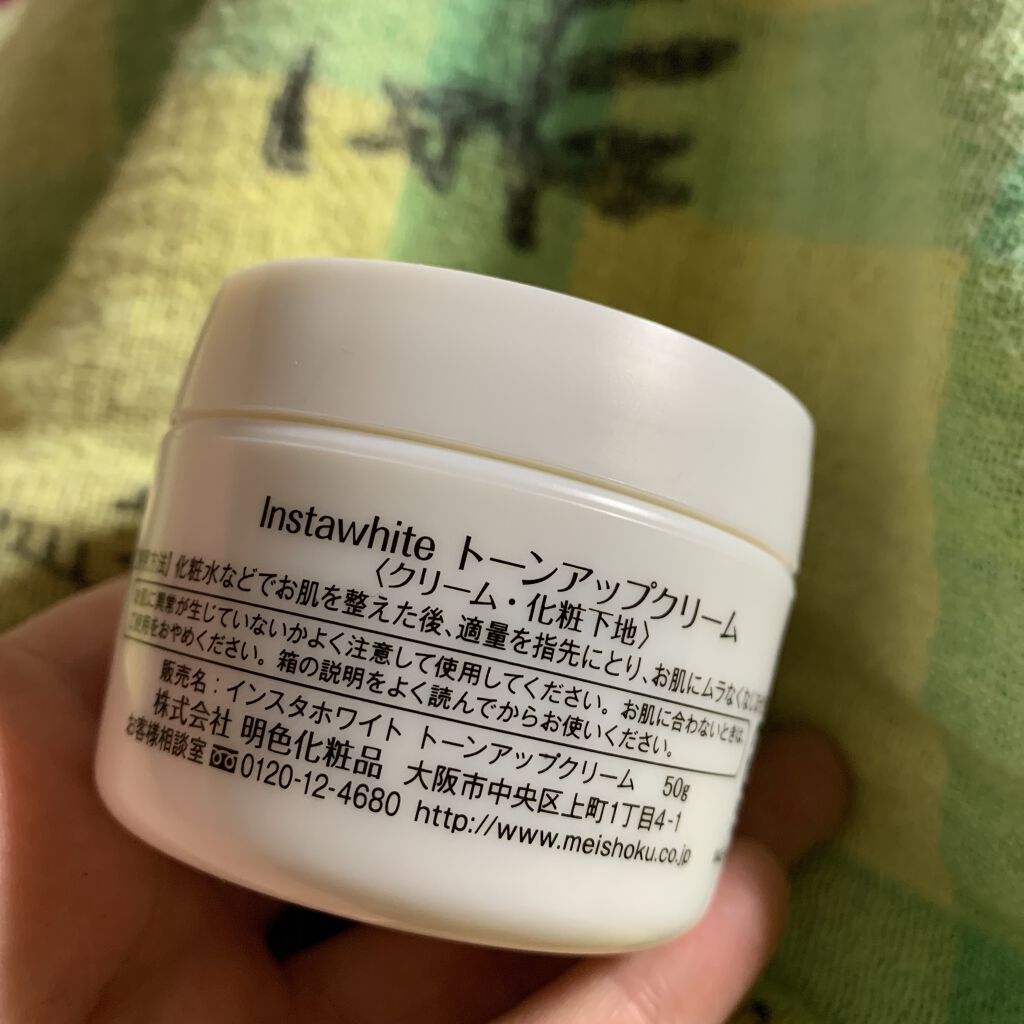 Instawhite トーンアップクリーム
〈クリーム・化粧下地〉
方法】化粧水などでお肌を整えた後、適量を指先にとり、お肌にムラなくなじ
肌に異常が生じていないかよく注意して使用してください。お肌に合わないときは、
ご使用をおやめください。箱の説明をよく読んでからお使いください。
販売名：インスタホワイト トーンアップクリーム 50g
株式会社 明色化粧品 大阪市中央区上町1丁目4-1
お客様相談室 0120-12-4680 http://www.meishoku.co.jp